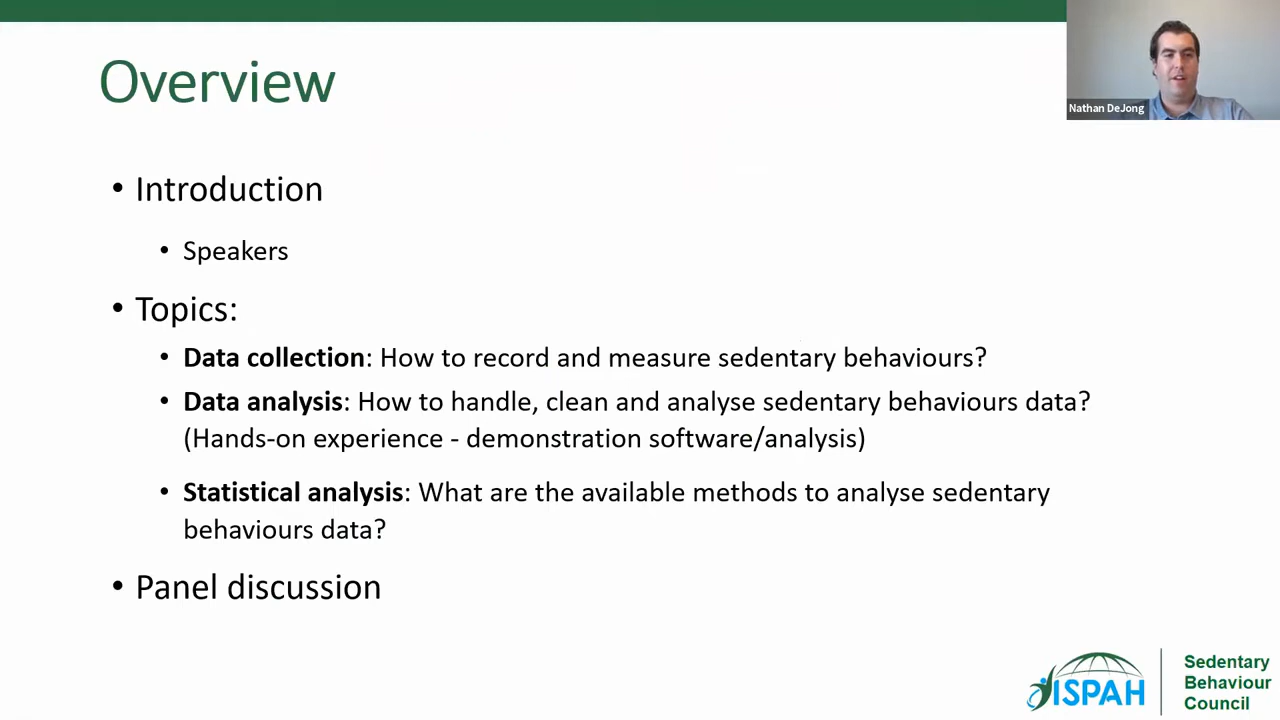 Overview
Nathan DeJong
• Introduction
• Speakers
• Topics:
• Data collection: How to record and measure sedentary behaviours?
• Data analysis: How to handle, clean and analyse sedentary behaviours data?
(Hands-on experience - demonstration software/analysis)
• Statistical analysis: What are the available methods to analyse sedentary
behaviours data?
• Panel discussion
ISPAH
Sedentary
Behaviour
Council